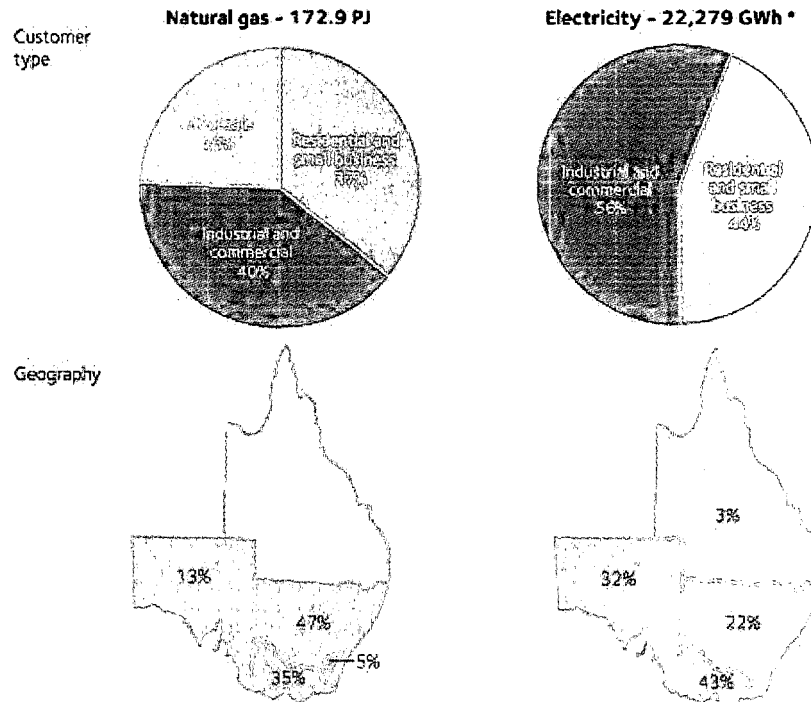 Natural gas - 172.9 PJ
Electricity - 22,279 GWh *
Customer
type
Residential and
small business
37%
Industrial and
commercial
40%
Industrial and
commercial
56%
Residential
and small
business
44%
Geography
13%
47%
5%
35%
3%
32%
22%
43%